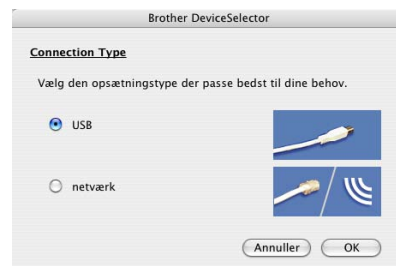 Brother DeviceSelector
Connection Type
Vælg den opsætningstype der passe bedst til dine behov.
USB
netværk
Annuller OK